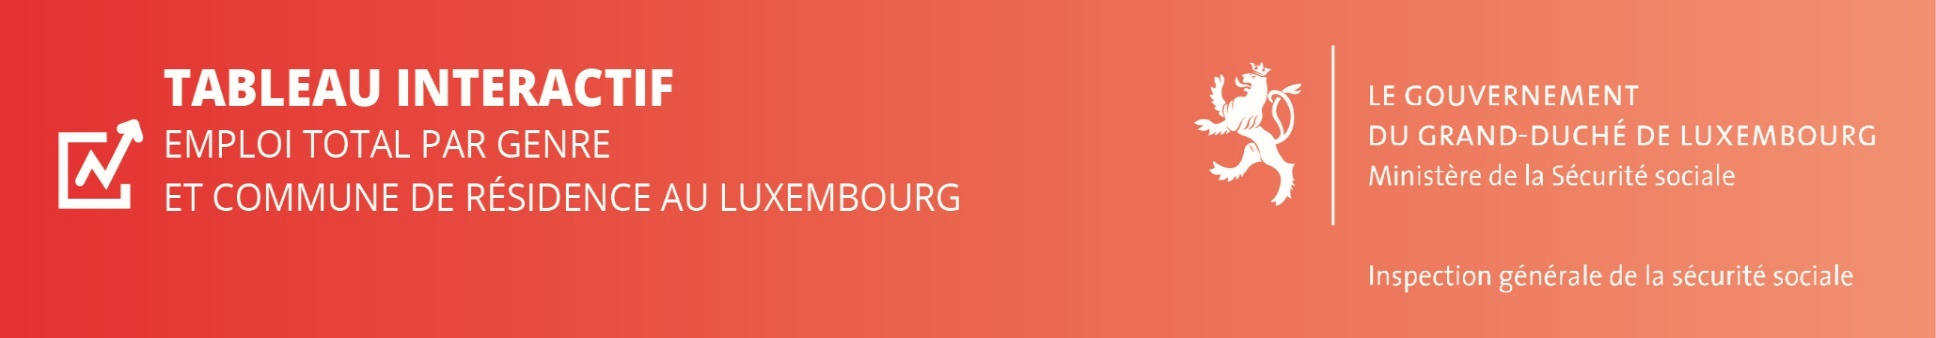 TABLEAU INTERACTIF
EMPLOI TOTAL PAR GENRE
ET COMMUNE DE RÉSIDENCE AU LUXEMBOURG
LE GOUVERNEMENT
DU GRAND-DUCHÉ DE LUXEMBOURG
Ministère de la Sécurité sociale
Inspection générale de la sécurité sociale